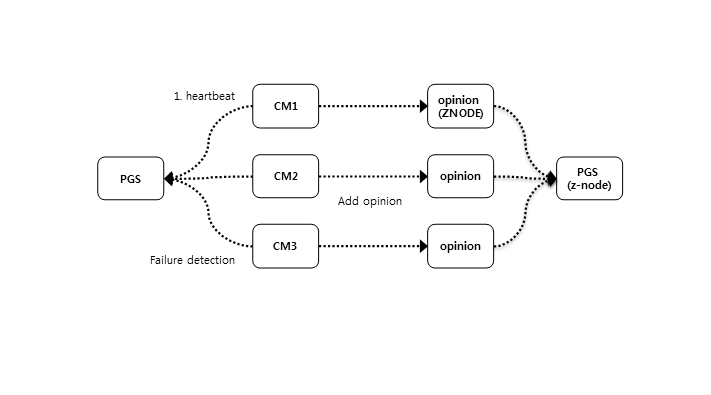 1. heartbeat
CM1
opinion
(ZNODE)
PGS
CM2
opinion
PGS
(z-node)
Add opinion
CM3
opinion
Failure detection